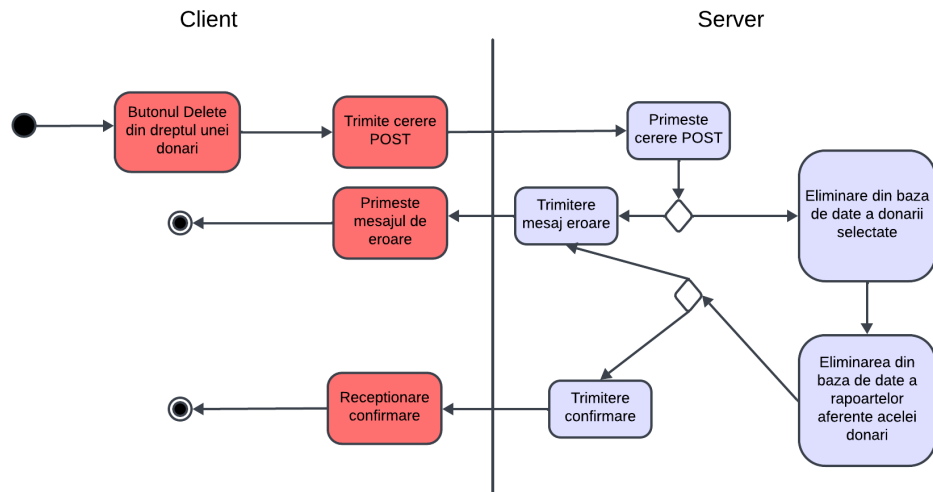 Client
Server
Butonul Delete
din dreptul unei
donari
Trimite cerere
POST
Primeste
cerere POST
Primeste
mesajul de
eroare
Trimitere
mesaj eroare
Eliminare din baza
de date a donarii
selectate
Receptionare
confirmare
Trimitere
confirmare
Eliminarea din
baza de date a
rapoartelor
aferente acelei
donari